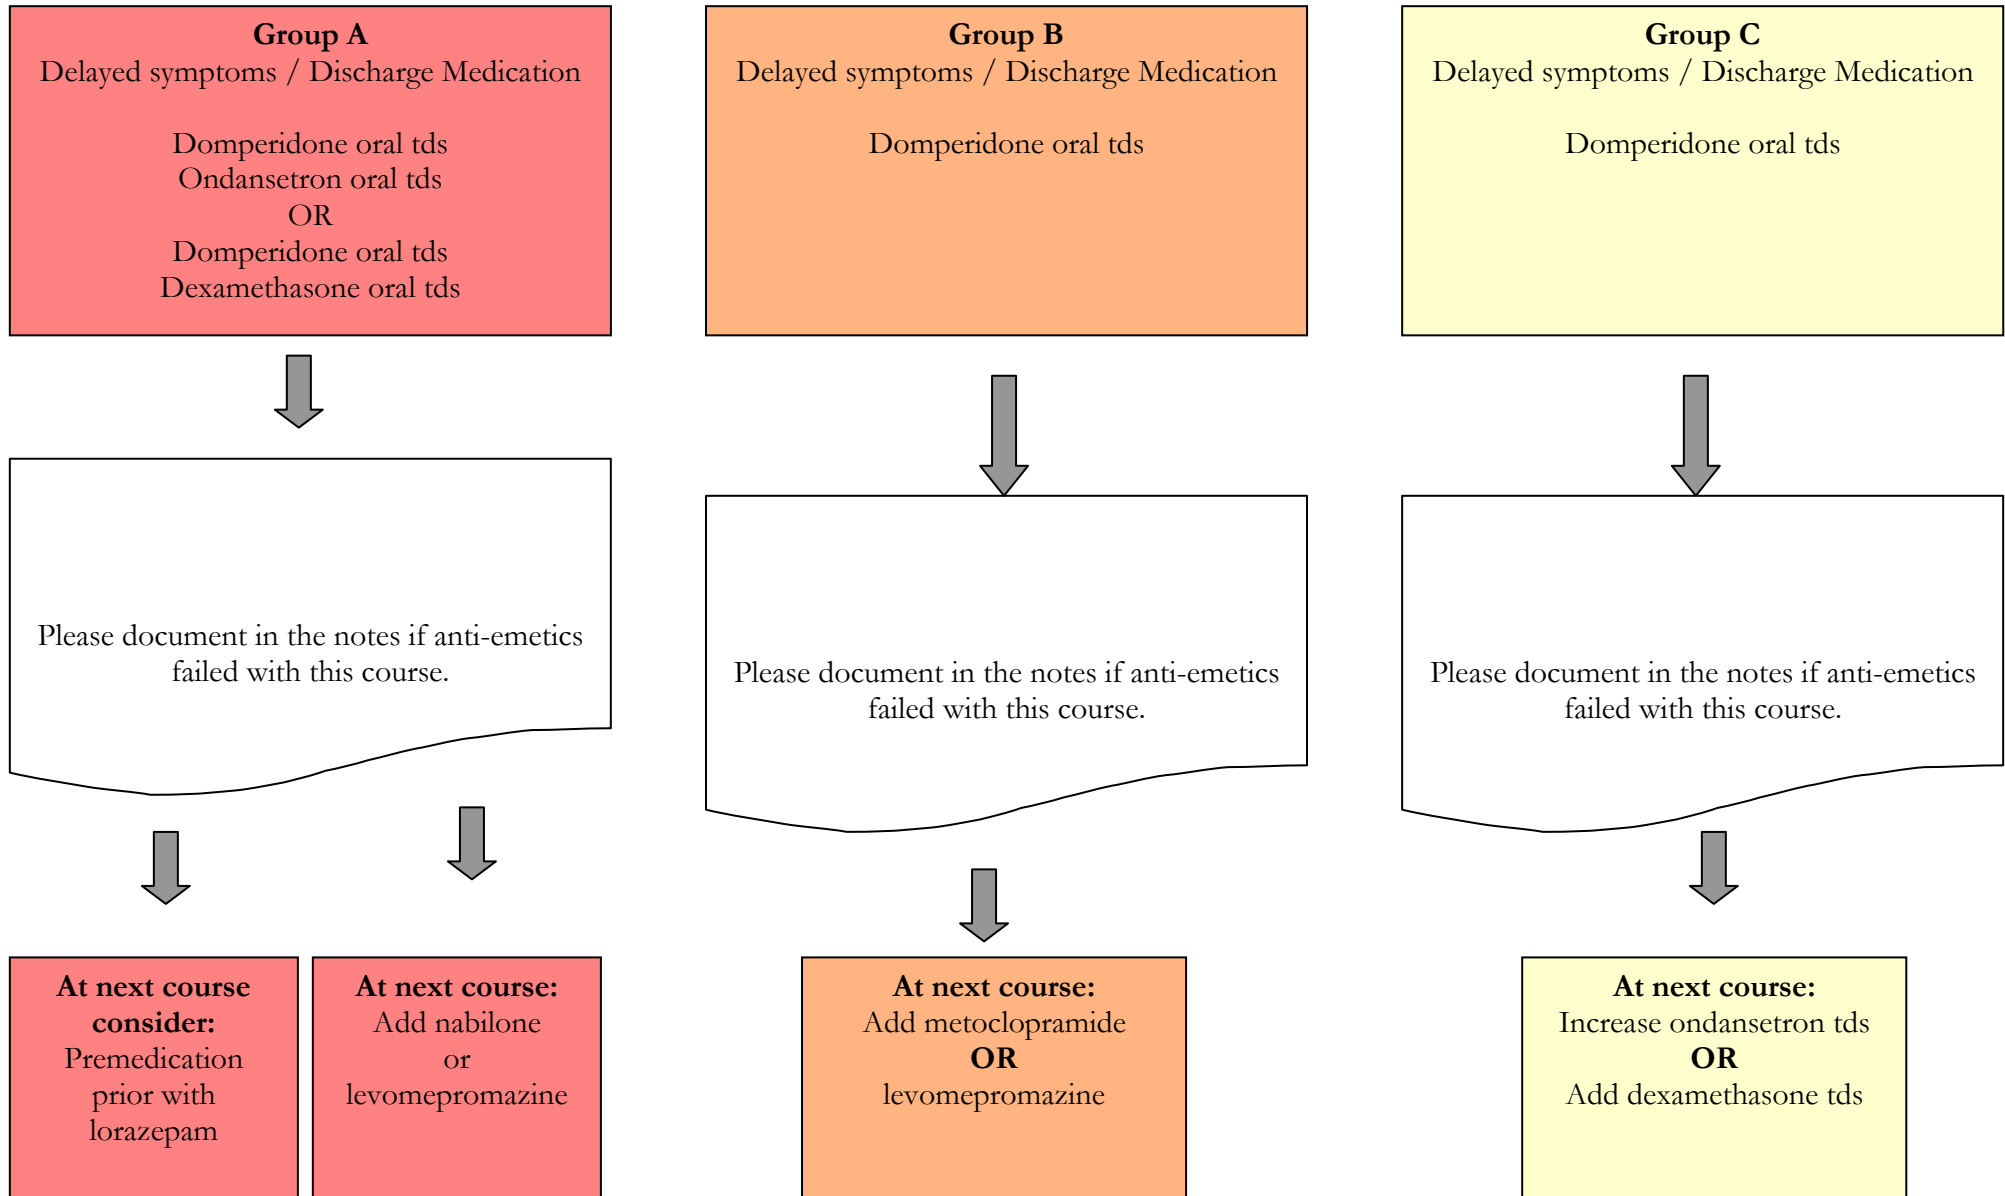 Group A
Delayed symptoms / Discharge Medication
Domperidone oral tds
Ondansetron oral tds
OR
Domperidone oral tds
Dexamethasone oral tds
Group B
Delayed symptoms / Discharge Medication
Domperidone oral tds
Group C
Delayed symptoms / Discharge Medication
Domperidone oral tds
Please document in the notes if anti-emetics
failed with this course.
Please document in the notes if anti-emetics
failed with this course.
Please document in the notes if anti-emetics
failed with this course.
At next course
consider:
Premedication
prior with
lorazepam
At next course:
Add nabilone
or
levomepromazine
At next course:
Add metoclopramide
OR
levomepromazine
At next course:
Increase ondansetron tds
OR
Add dexamethasone tds